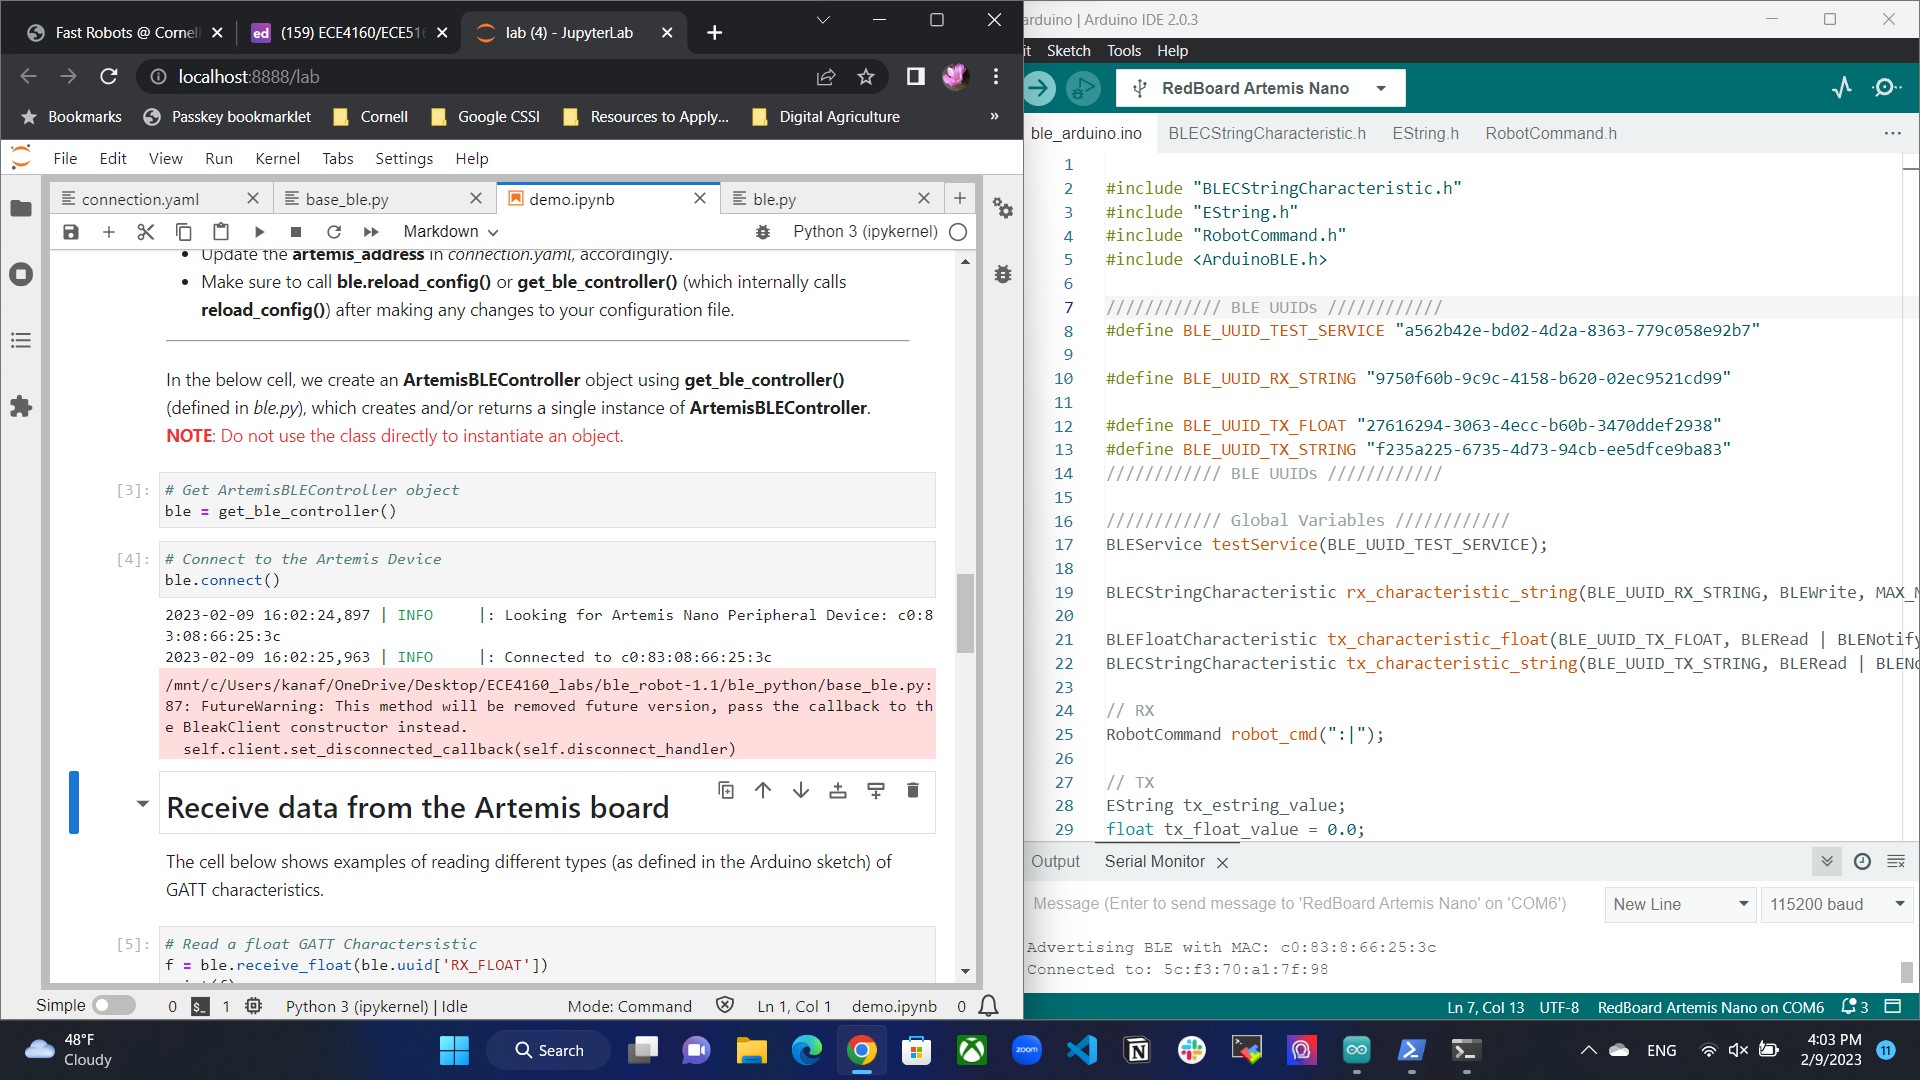 Fast Robots @ Cornel
(159) ECE4160/ECE516
lab (4) - JupyterLab
localhost:8888/lab
Bookmarks
Passkey bookmarklet
Cornell
Google CSSI
Resources to Apply...
Digital Agriculture
»
File Edit View Run Kernel Tabs Settings Help
connection.yaml
base_ble.py
demo.ipynb
ble.py
Markdown
Python 3 (ipykernel)
• Update the artemis_address in connection.yaml, accordingly.
• Make sure to call ble.reload_config() or get_ble_controller() (which internally calls
reload_config()) after making any changes to your configuration file.
In the below cell, we create an ArtemisBLEController object using get_ble_controller()
(defined in ble.py), which creates and/or returns a single instance of ArtemisBLEController.
NOTE: Do not use the class directly to instantiate an object.
[3]: # Get ArtemisBLEController object
ble = get_ble_controller()
[4]: # Connect to the Artemis Device
ble.connect()
2023-02-09 16:02:24,897 | INFO     |: Looking for Artemis Nano Peripheral Device: c0:8
3:08:66:25:3c
2023-02-09 16:02:25,963 | INFO     |: Connected to c0:83:08:66:25:3c
/mnt/c/Users/kanaf/OneDrive/Desktop/ECE4160_labs/ble_robot-1.1/ble_python/base_ble.py:
87: FutureWarning: This method will be removed future version, pass the callback to th
e BleakClient constructor instead.
self.client.set_disconnected_callback(self.disconnect_handler)
Receive data from the Artemis board
The cell below shows examples of reading different types (as defined in the Arduino sketch) of
GATT characteristics.
[5]: # Read a float GATT Charactersistic
f = ble.receive_float(ble.uuid['RX_FLOAT'])
Simple
0
1
Python 3 (ipykernel) | Idle
Mode: Command
Ln 1, Col 1
demo.ipynb
0
arduino | Arduino IDE 2.0.3
it Sketch Tools Help
RedBoard Artemis Nano
ble_arduino.ino
BLECStringCharacteristic.h
EString.h
RobotCommand.h
1
2 #include "BLECStringCharacteristic.h"
3 #include "EString.h"
4 #include "RobotCommand.h"
5 #include <ArduinoBLE.h>
6
7 //////////// BLE UUIDs ////////////
8 #define BLE_UUID_TEST_SERVICE "a562b42e-bd02-4d2a-8363-779c058e92b7"
9
10 #define BLE_UUID_RX_STRING "9750f60b-9c9c-4158-b620-02ec9521cd99"
11
12 #define BLE_UUID_TX_FLOAT "27616294-3063-4ecc-b60b-3470ddef2938"
13 #define BLE_UUID_TX_STRING "f235a225-6735-4d73-94cb-ee5dfce9ba83"
14 //////////// BLE UUIDs ////////////
15
16 //////////// Global Variables ////////////
17 BLEService testService(BLE_UUID_TEST_SERVICE);
18
19 BLECStringCharacteristic rx_characteristic_string(BLE_UUID_RX_STRING, BLEWrite, MAX_M
20
21 BLEFloatCharacteristic tx_characteristic_float(BLE_UUID_TX_FLOAT, BLERead | BLENotify
22 BLECStringCharacteristic tx_characteristic_string(BLE_UUID_TX_STRING, BLERead | BLENo
23
24 // RX
25 RobotCommand robot_cmd(":|");
26
27 // TX
28 EString tx_estring_value;
29 float tx_float_value = 0.0;
Output
Serial Monitor
Message (Enter to send message to 'RedBoard Artemis Nano' on 'COM6')
New Line
115200 baud
Advertising BLE with MAC: c0:83:8:66:25:3c
Connected to: 5c:f3:70:a1:7f:98
Ln 7, Col 13
UTF-8
RedBoard Artemis Nano on COM6
3
48°F
Cloudy
Search
zoom
ENG
4:03 PM
2/9/2023
11